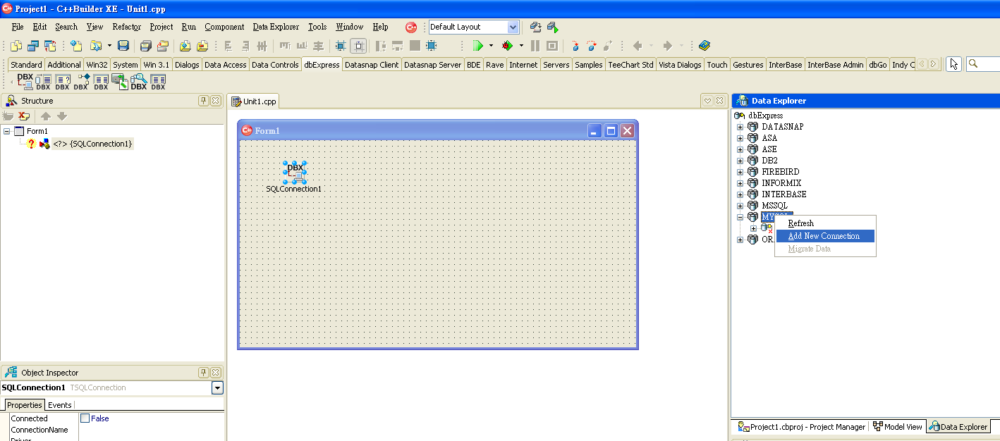 Project1 - C++Builder XE - Unit1.cpp
File Edit Search View Refactor Project Run Component Data Explorer Tools Window Help Default Layout
Standard Additional Win32 System Win 3.1 Dialogs Data Access Data Controls dbExpress Datasnap Client Datasnap Server BDE Rave Internet Servers Samples TeeChart Std Vista Dialogs Touch Gestures InterBase InterBase Admin dbGo Indy C
DBX DBX DBX DBX DBX DBX DBX
Structure
Form1
<?> {SQLConnection1}
Object Inspector
SQLConnection1 TSQLConnection
Properties Events
Connected False
ConnectionName
Driver
Unit1.cpp
Form1
DBX
SQLConnection1
Data Explorer
dbExpress
DATASNAP
ASA
ASE
DB2
FIREBIRD
INFORMIX
INTERBASE
MSSQL
MYSQL
OR
Refresh
Add New Connection
Migrate Data
Project1.cbproj - Project Manager Model View Data Explorer